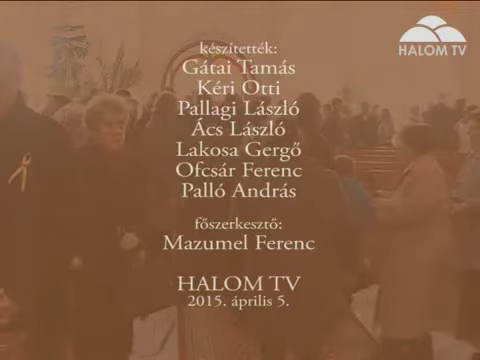 HALOM TV
készítették:
Gátai Tamás
Kéri Otti
Pallagi László
Ács László
Lakosa Gergő
Ofcsár Ferenc
Palló András
főszerkesztő:
Mazumel Ferenc
HALOM TV
2015. április 5.